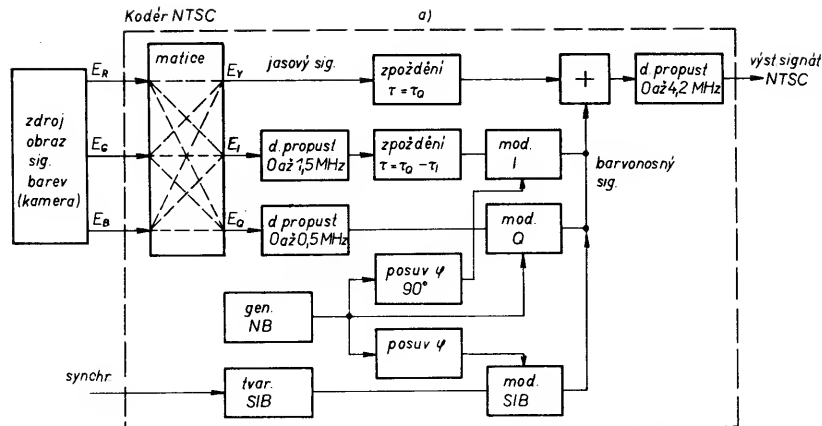 Kodér NTSC
a)
zdroj
obraz
sig.
barev
(kamera)
E_R
E_G
E_B
matice
E_Y
E_I
E_Q
jasový sig.
zpoždění
τ = τ_Q
+
d. propust
0 až 4,2 MHz
výst signát
NTSC
d. propust
0 až 1,5 MHz
zpoždění
τ = τ_Q − τ_I
mod.
I
barvonosný
sig.
d propust
0 až 0,5 MHz
mod.
Q
posuv φ
90°
gen.
NB
posuv φ
synchr.
tvar.
SIB
mod.
SIB